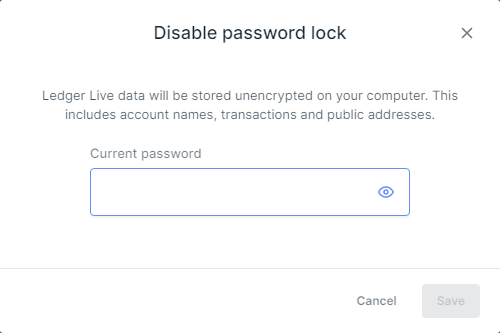 Disable password lock
Ledger Live data will be stored unencrypted on your computer. This
includes account names, transactions and public addresses.
Current password
Cancel
Save